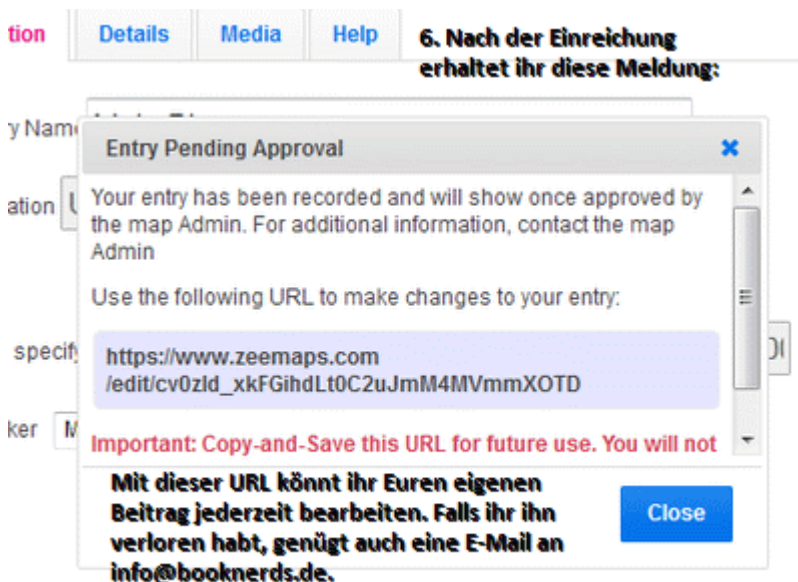 tion Details Media Help
6. Nach der Einreichung
erhaltet ihr diese Meldung:
y Nam
Entry Pending Approval
ation
Your entry has been recorded and will show once approved by
the map Admin. For additional information, contact the map
Admin
Use the following URL to make changes to your entry:
specify
https://www.zeemaps.com
/edit/cv0zld_xkFGihdLt0C2uJmM4MVmmXOTD
ker M
Important: Copy-and-Save this URL for future use. You will not
Mit dieser URL könnt ihr Euren eigenen
Beitrag jederzeit bearbeiten. Falls ihr ihn
verloren habt, genügt auch eine E-Mail an
info@booknerds.de.
Close